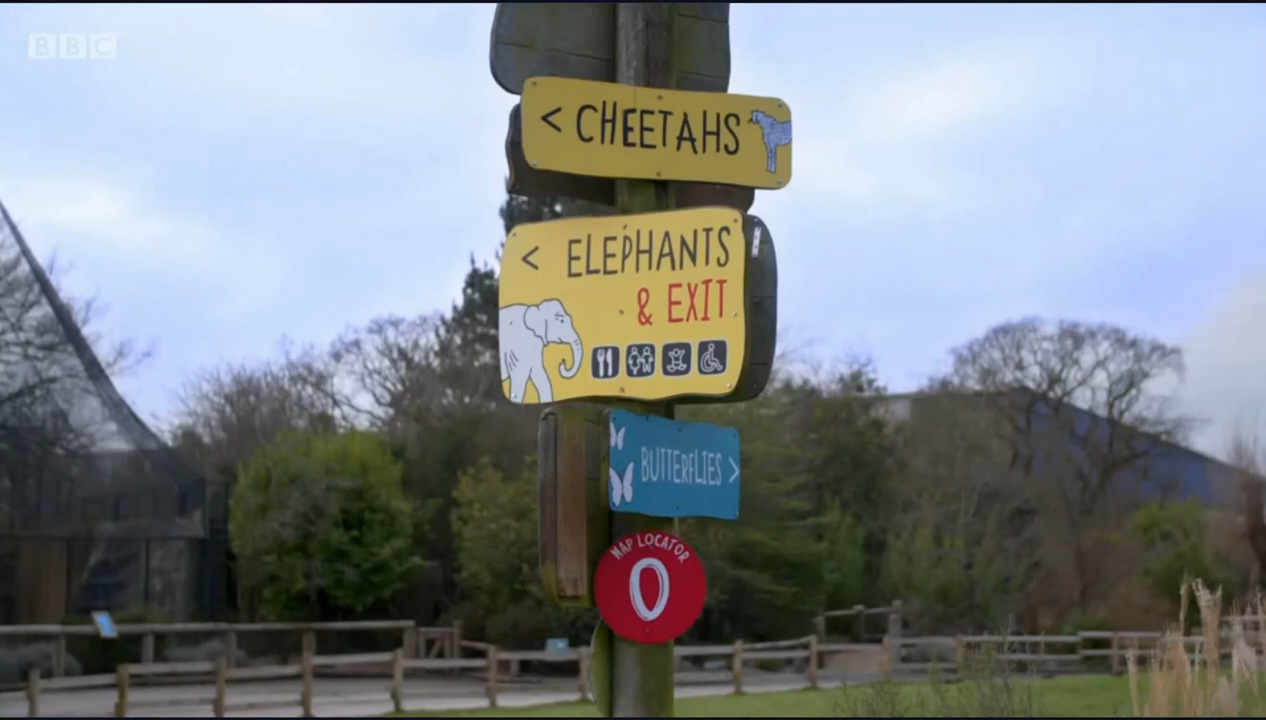 BBC
< CHEETAHS
< ELEPHANTS
& EXIT
BUTTERFLIES >
MAP LOCATOR
0